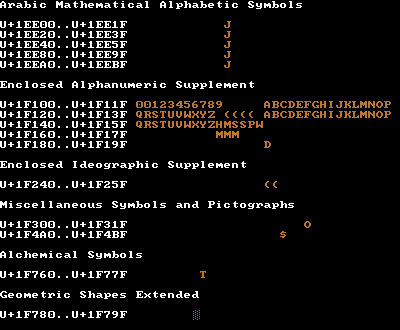 Arabic Mathematical Alphabetic Symbols
U+1EE00..U+1EE1F J
U+1EE20..U+1EE3F J
U+1EE40..U+1EE5F J
U+1EE80..U+1EE9F J
U+1EEA0..U+1EEBF J
Enclosed Alphanumeric Supplement
U+1F100..U+1F11F OO123456789 ABCDEFGHIJKLMNOP
U+1F120..U+1F13F QRSTUVWXYZ (((( ABCDEFGHIJKLMNOP
U+1F140..U+1F15F QRSTUVWXYZHMSSPW
U+1F160..U+1F17F MMM
U+1F180..U+1F19F D
Enclosed Ideographic Supplement
U+1F240..U+1F25F ((
Miscellaneous Symbols and Pictographs
U+1F300..U+1F31F O
U+1F4A0..U+1F4BF $
Alchemical Symbols
U+1F760..U+1F77F T
Geometric Shapes Extended
U+1F780..U+1F79F ░